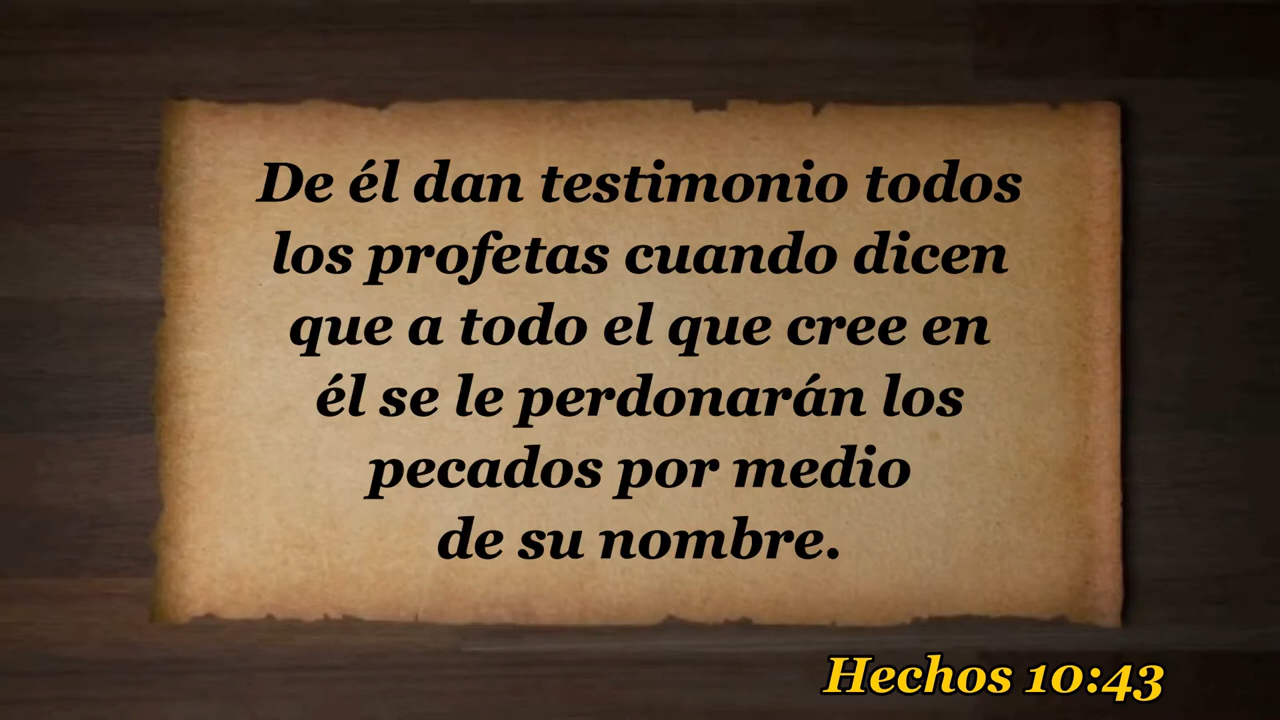 De él dan testimonio todos
los profetas cuando dicen
que a todo el que cree en
él se le perdonarán los
pecados por medio
de su nombre.
Hechos 10:43